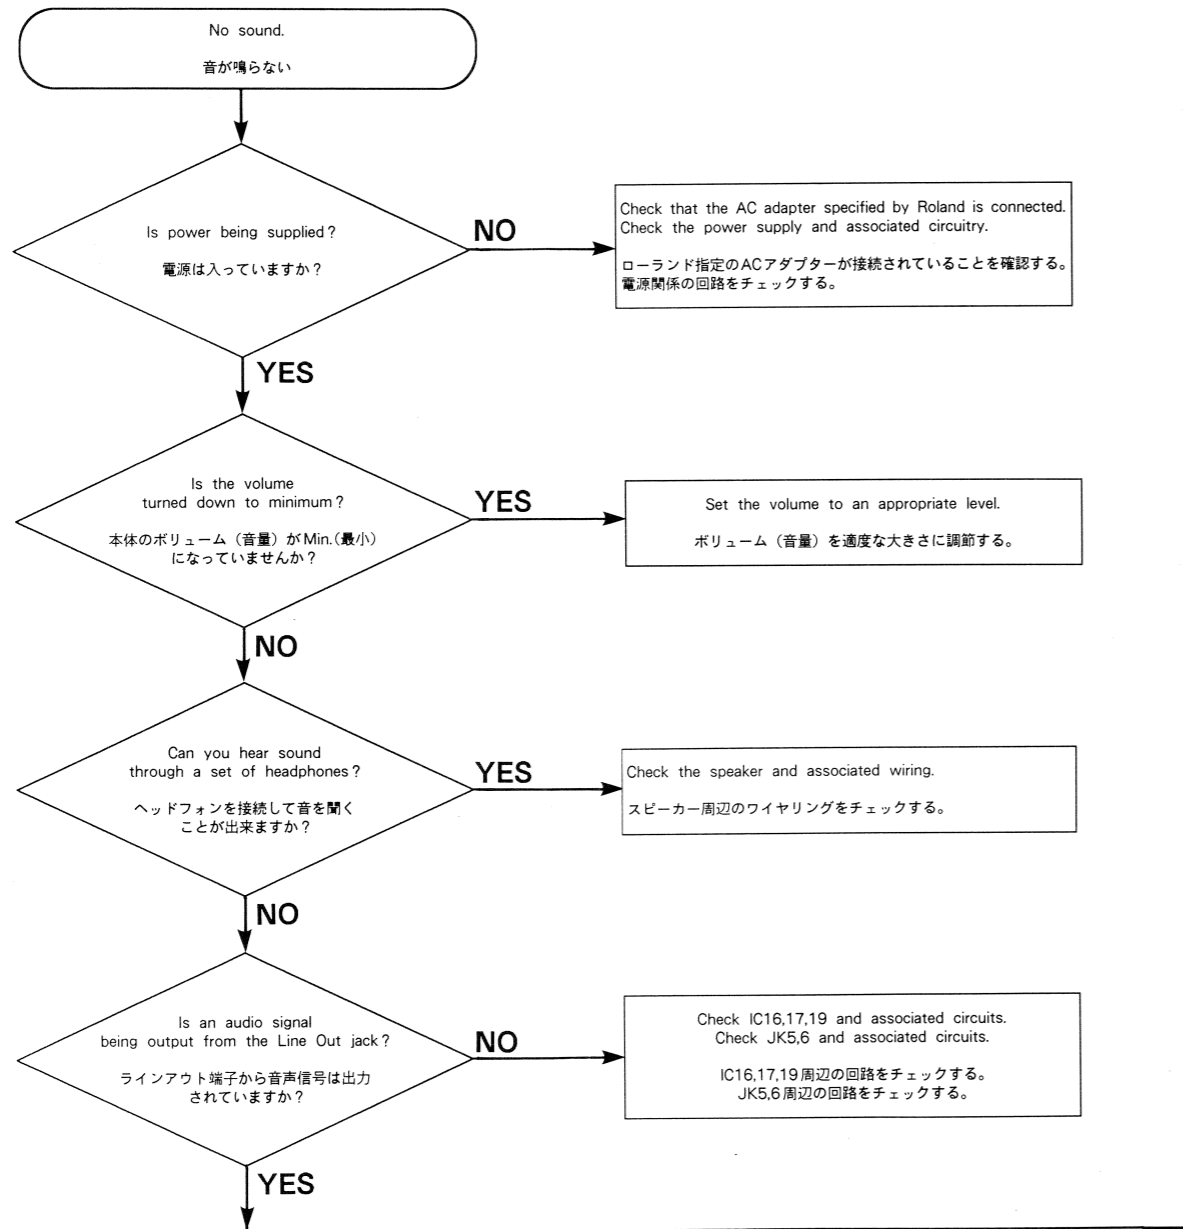 No sound.
音が鳴らない
Is power being supplied?
電源は入っていますか？
NO
Check that the AC adapter specified by Roland is connected.
Check the power supply and associated circuitry.
ローランド指定のACアダプターが接続されていることを確認する。
電源関係の回路をチェックする。
YES
Is the volume
turned down to minimum?
本体のボリューム（音量）がMin.（最小）
になっていませんか？
YES
Set the volume to an appropriate level.
ボリューム（音量）を適度な大きさに調節する。
NO
Can you hear sound
through a set of headphones?
ヘッドフォンを接続して音を聞く
ことが出来ますか？
YES
Check the speaker and associated wiring.
スピーカー周辺のワイヤリングをチェックする。
NO
Is an audio signal
being output from the Line Out jack?
ラインアウト端子から音声信号は出力
されていますか？
NO
Check IC16,17,19 and associated circuits.
Check JK5,6 and associated circuits.
IC16,17,19周辺の回路をチェックする。
JK5,6周辺の回路をチェックする。
YES